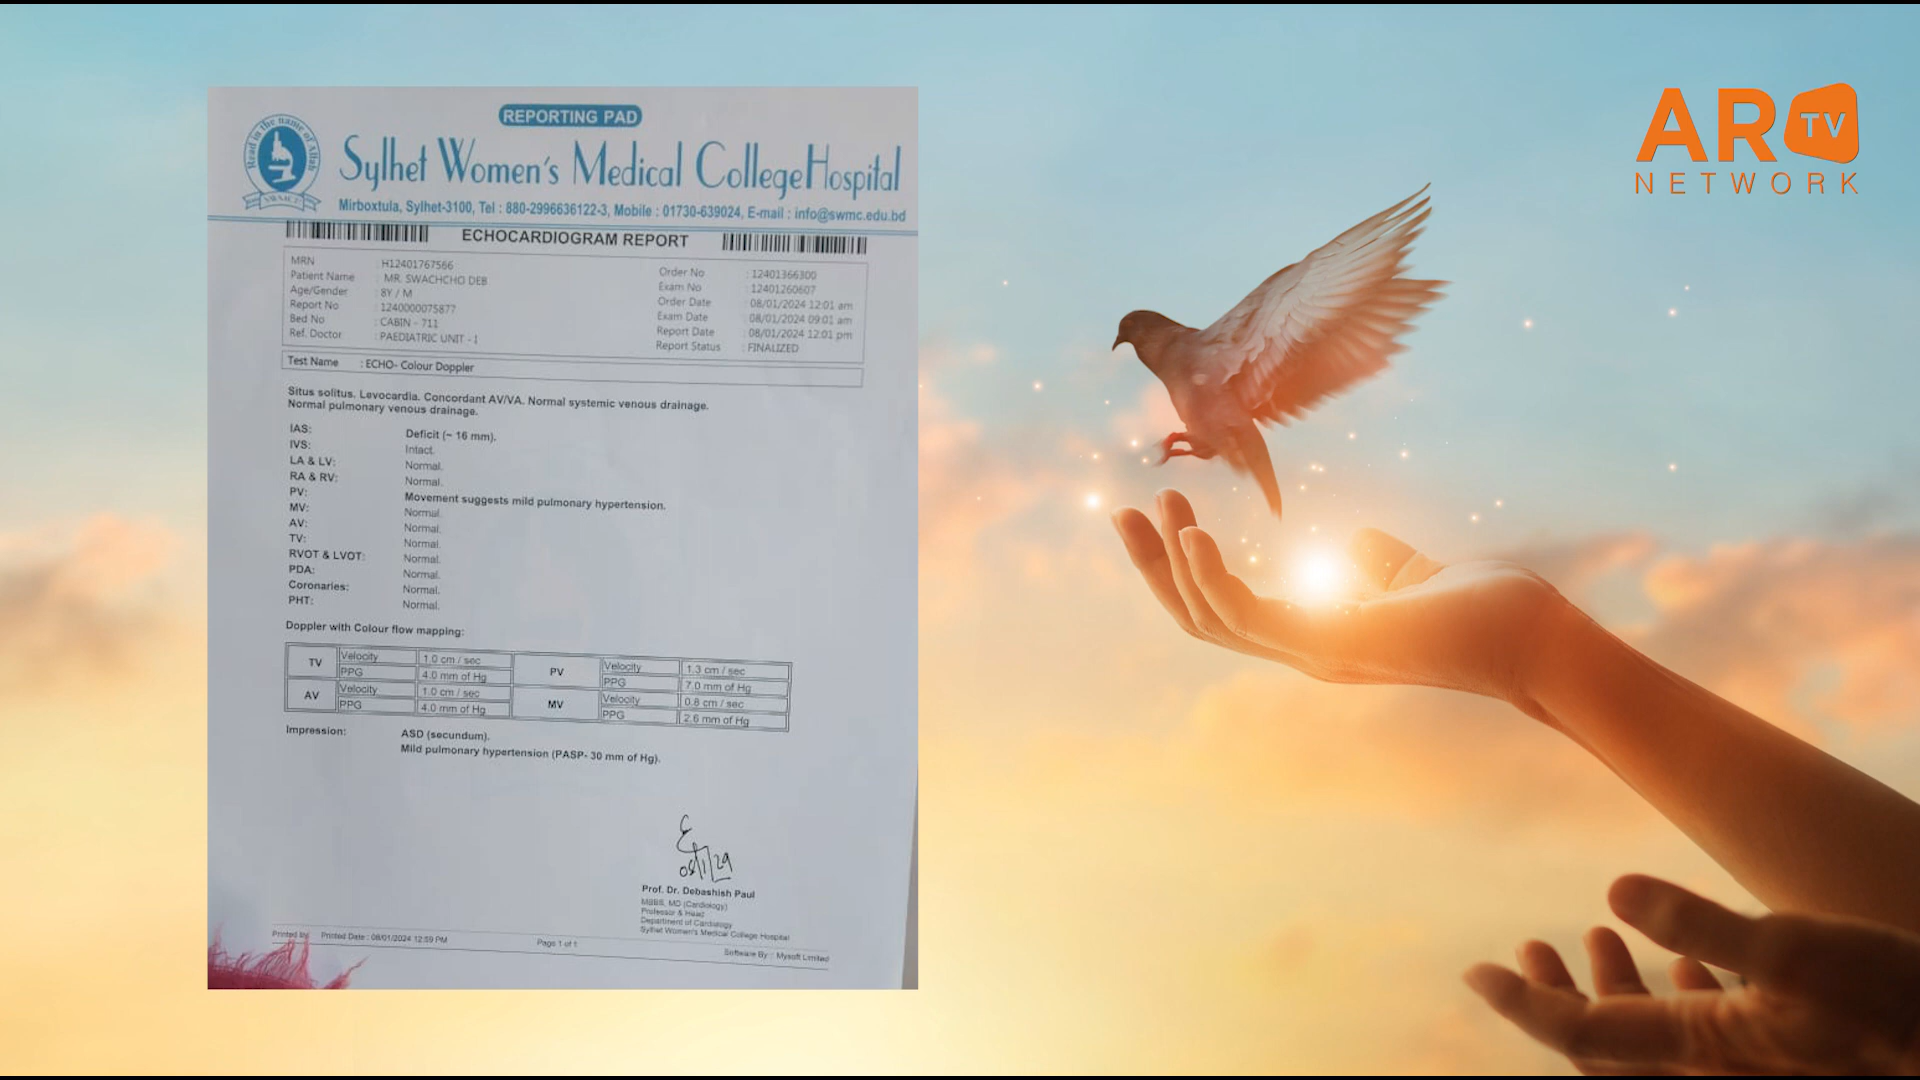 REPORTING PAD
Read in the name of Allah
Sylhet Women's Medical College Hospital
Mirboxtula, Sylhet-3100, Tel : 880-2996636122-3, Mobile : 01730-639024, E-mail : info@swmc.edu.bd
ECHOCARDIOGRAM REPORT
MRN : H12401767566
Patient Name : MR. SWACHCHO DEB
Age/Gender : 8Y / M
Report No : 1240000075877
Bed No : CABIN - 711
Ref. Doctor : PAEDIATRIC UNIT - I
Order No : 12401366300
Exam No : 12401260607
Order Date : 08/01/2024 12:01 am
Exam Date : 08/01/2024 09:01 am
Report Date : 08/01/2024 12:01 pm
Report Status : FINALIZED
Test Name : ECHO- Colour Doppler
Situs solitus. Levocardia. Concordant AV/VA. Normal systemic venous drainage.
Normal pulmonary venous drainage.
IAS: Deficit (~ 16 mm).
IVS: Intact.
LA & LV: Normal.
RA & RV: Normal.
PV: Movement suggests mild pulmonary hypertension.
MV: Normal.
AV: Normal.
TV: Normal.
RVOT & LVOT: Normal.
PDA: Normal.
Coronaries: Normal.
PHT: Normal.
Doppler with Colour flow mapping:
TV Velocity 1.0 cm / sec PV Velocity 1.3 cm / sec
PPG 4.0 mm of Hg PPG 7.0 mm of Hg
AV Velocity 1.0 cm / sec MV Velocity 0.8 cm / sec
PPG 4.0 mm of Hg PPG 2.6 mm of Hg
Impression: ASD (secundum).
Mild pulmonary hypertension (PASP- 30 mm of Hg).
Prof. Dr. Debashish Paul
MBBS, MD (Cardiology)
Professor & Head
Department of Cardiology
Sylhet Women's Medical College Hospital
Printed By Printed Date : 08/01/2024 12:59 PM
Page 1 of 1
Software By : Mysoft Limited
AR TV
NETWORK